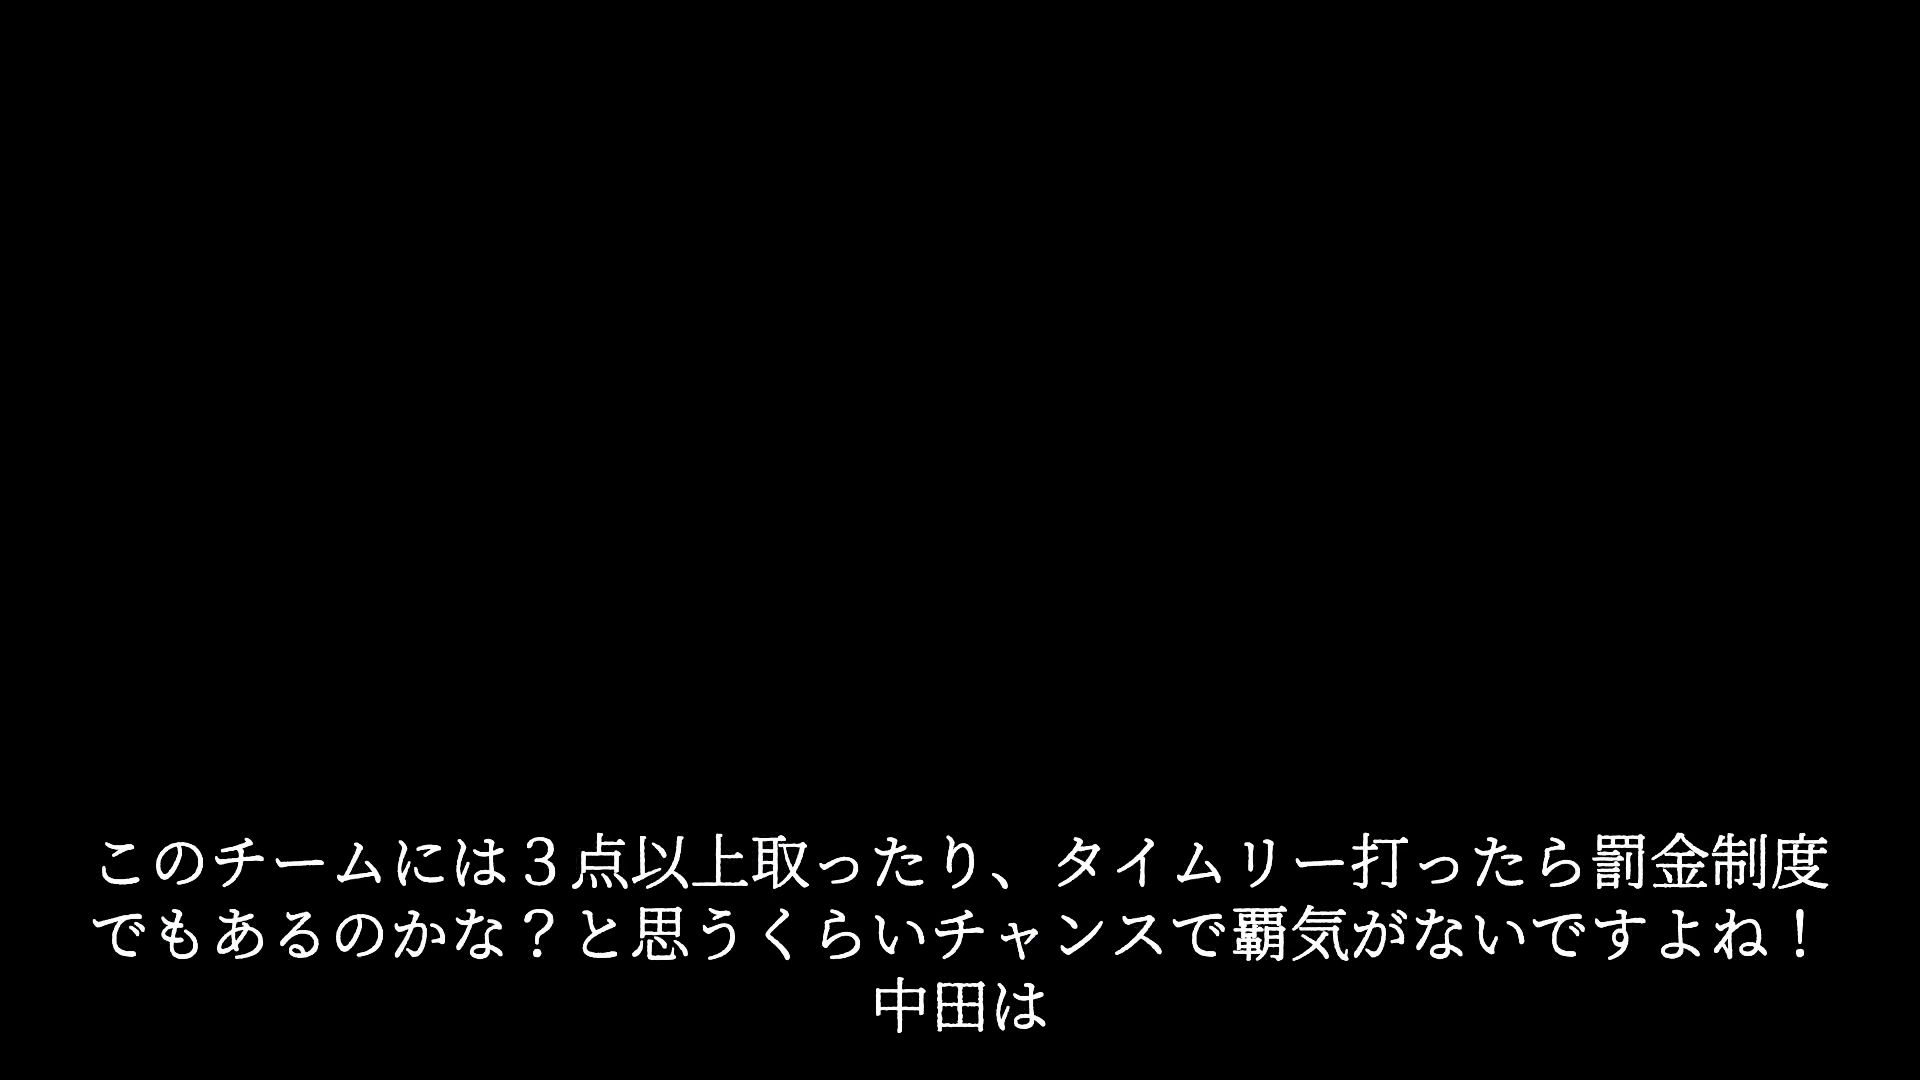 このチームには３点以上取ったり、タイムリー打ったら罰金制度
でもあるのかな？と思うくらいチャンスで覇気がないですよね！
中田は